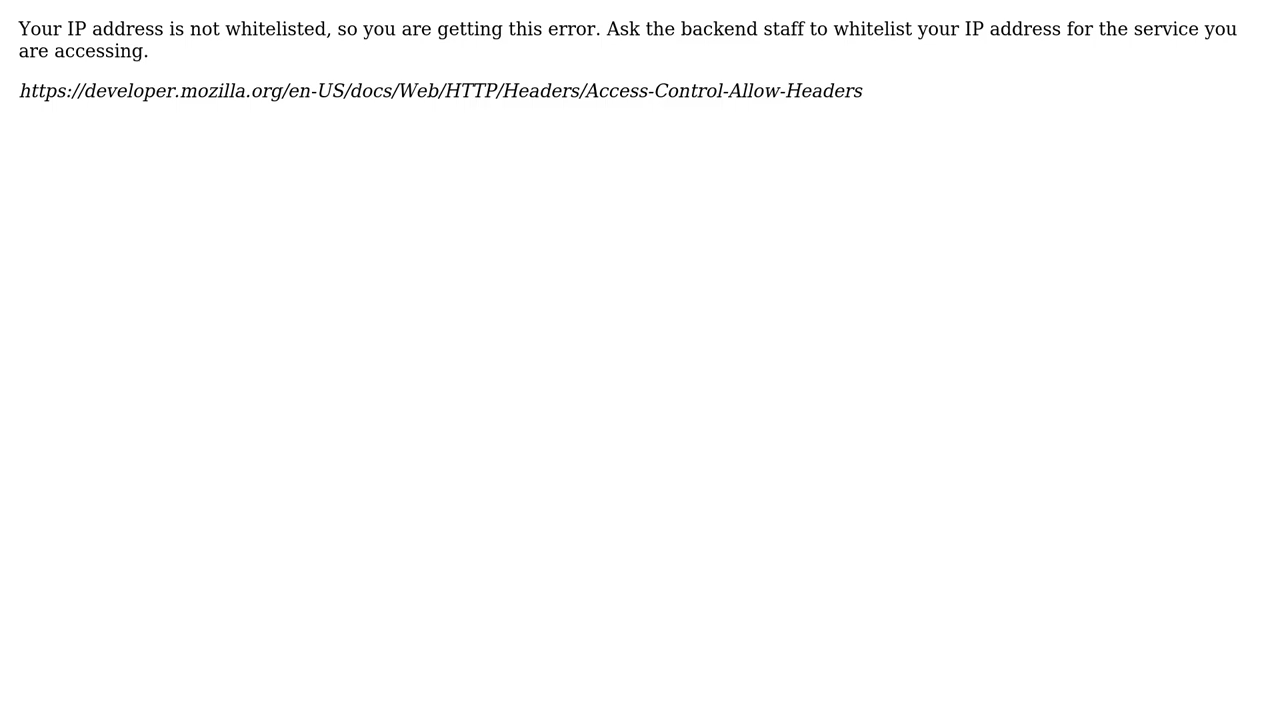 Your IP address is not whitelisted, so you are getting this error. Ask the backend staff to whitelist your IP address for the service you
are accessing.
https://developer.mozilla.org/en-US/docs/Web/HTTP/Headers/Access-Control-Allow-Headers